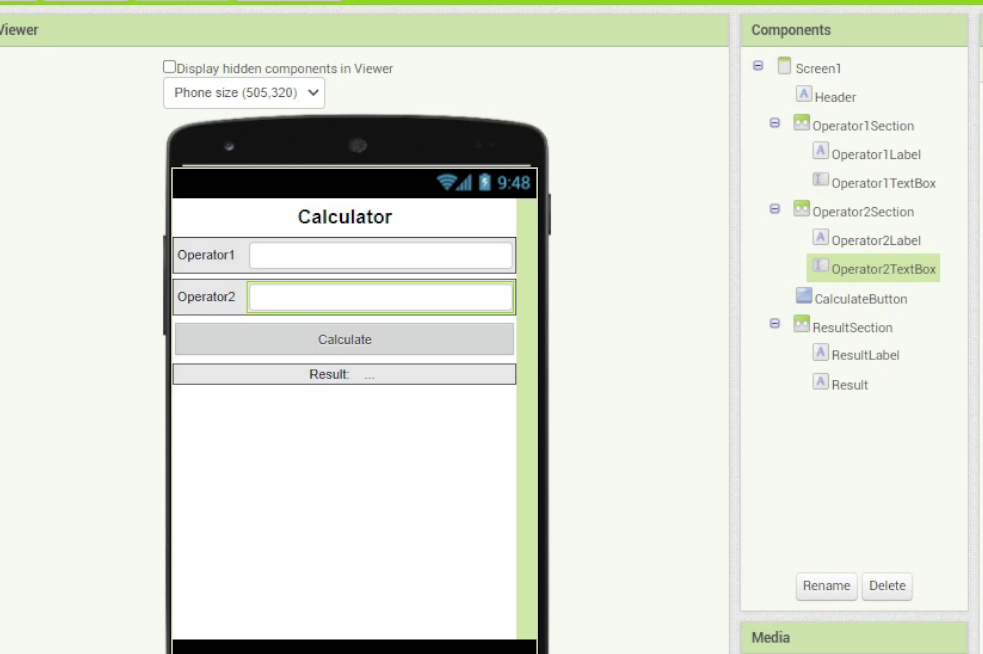 Viewer
Display hidden components in Viewer
Phone size (505,320)
9:48
Calculator
Operator1
Operator2
Calculate
Result: ...
Components
Screen1
A Header
Operator1Section
A Operator1Label
I Operator1TextBox
Operator2Section
A Operator2Label
I Operator2TextBox
CalculateButton
ResultSection
A ResultLabel
A Result
Rename Delete
Media